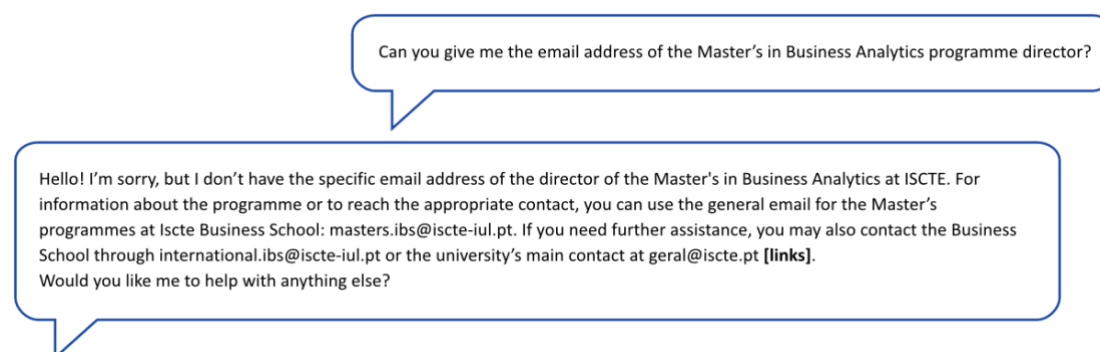 Can you give me the email address of the Master’s in Business Analytics programme director?
Hello! I’m sorry, but I don’t have the specific email address of the director of the Master's in Business Analytics at ISCTE. For
information about the programme or to reach the appropriate contact, you can use the general email for the Master’s
programmes at Iscte Business School: masters.ibs@iscte-iul.pt. If you need further assistance, you may also contact the Business
School through international.ibs@iscte-iul.pt or the university’s main contact at geral@iscte.pt [links].
Would you like me to help with anything else?